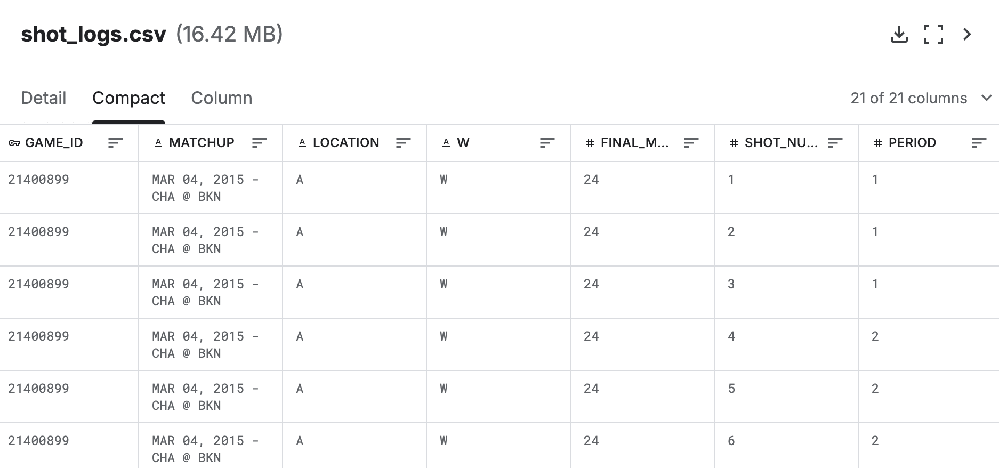 shot_logs.csv (16.42 MB)
Detail Compact Column 21 of 21 columns
GAME_ID A MATCHUP A LOCATION A W # FINAL_M... # SHOT_NU... # PERIOD
21400899 MAR 04, 2015 - A W 24 1 1
CHA @ BKN
21400899 MAR 04, 2015 - A W 24 2 1
CHA @ BKN
21400899 MAR 04, 2015 - A W 24 3 1
CHA @ BKN
21400899 MAR 04, 2015 - A W 24 4 2
CHA @ BKN
21400899 MAR 04, 2015 - A W 24 5 2
CHA @ BKN
21400899 MAR 04, 2015 - A W 24 6 2
CHA @ BKN